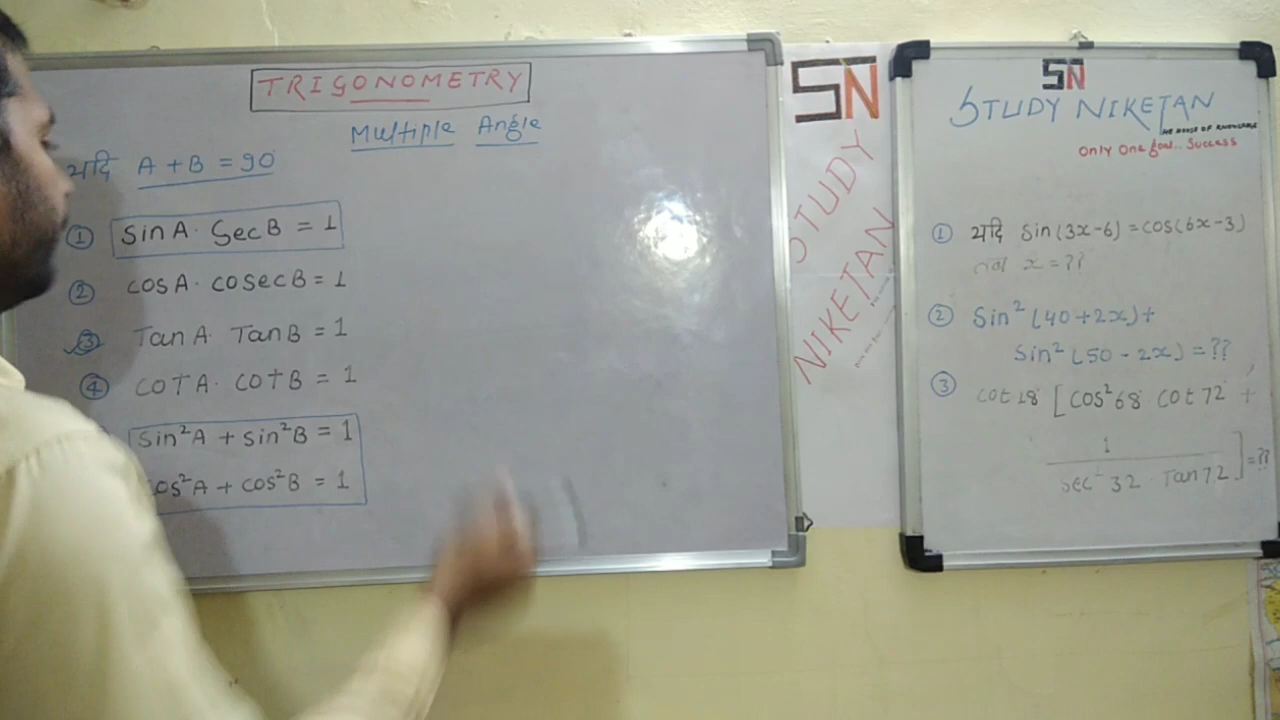 TRIGONOMETRY
Multiple Angle
यदि A + B = 90
① sinA· SecB = 1
② cosA· cosecB = 1
③ TanA· TanB = 1
④ cotA· cotB = 1
sin²A + sin²B = 1
cos²A + cos²B = 1
SN
STUDY
NIKETAN
SN
STUDY NIKETAN
THE HOUSE OF KNOWLEDGE
Only One goal.. Success
① यदि sin(3x-6) = cos(6x-3)
तब x = ??
② Sin² (40+2x)+
Sin² (50 - 2x) = ??
③ cot 18 [cos²68 cot 72 +
1
sec² 32 Tan 72] = ??